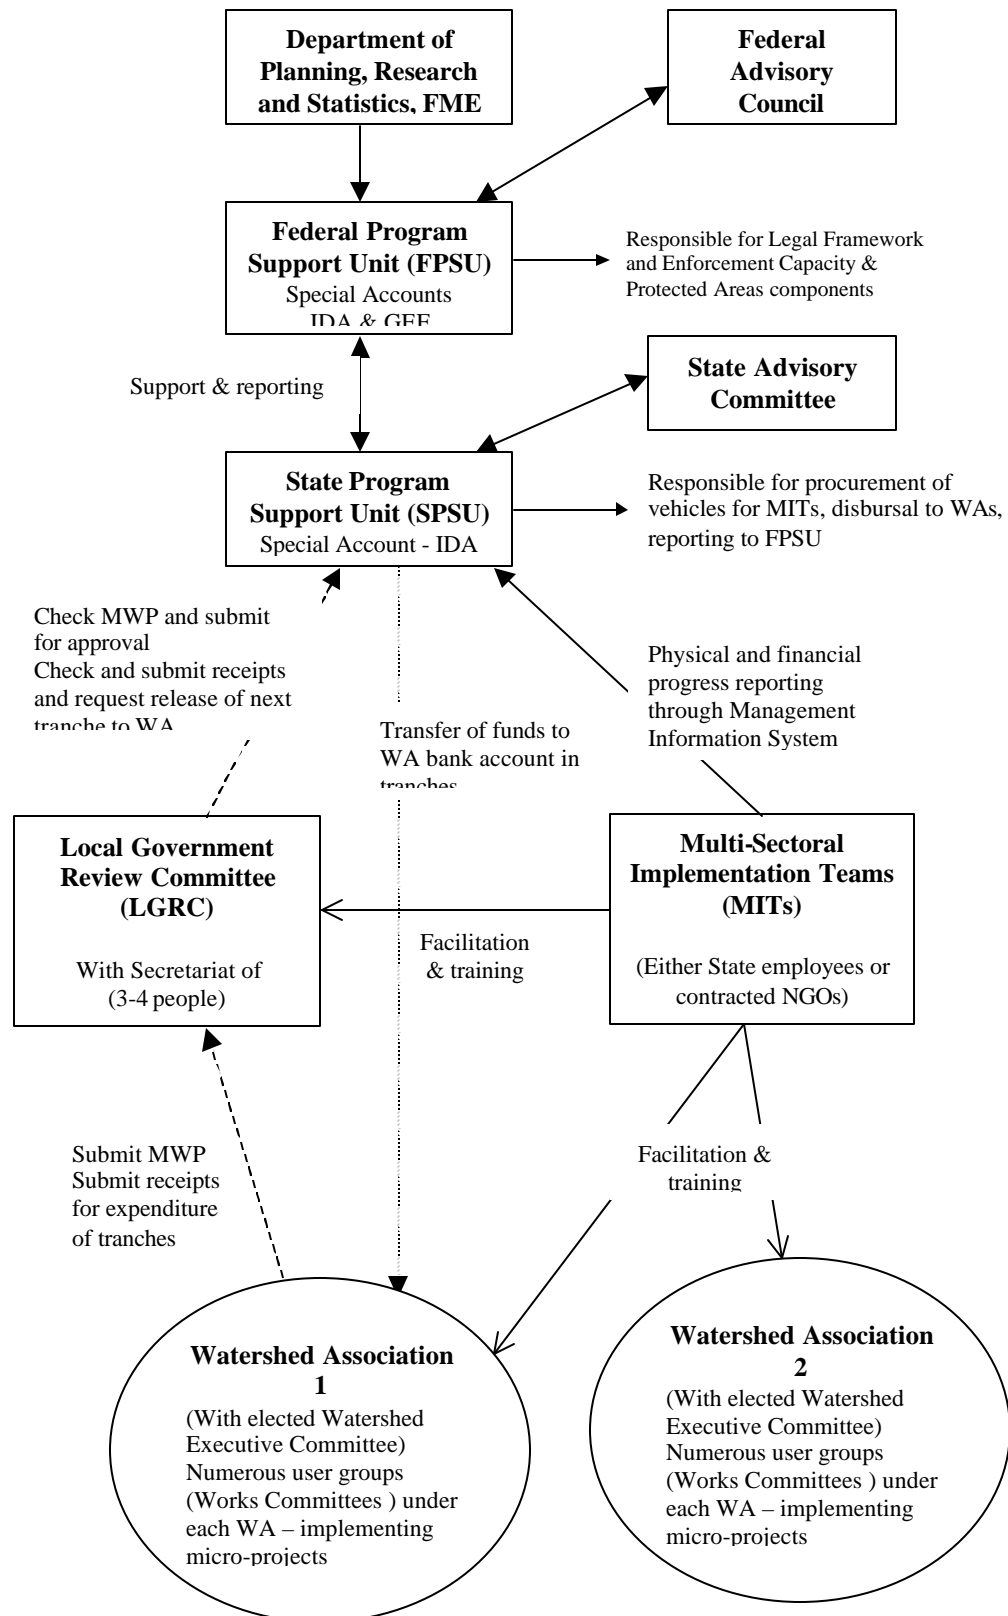 Department of
Planning, Research
and Statistics, FME
Federal
Advisory
Council
Federal Program
Support Unit (FPSU)
Special Accounts
IDA & GEF
Responsible for Legal Framework
and Enforcement Capacity &
Protected Areas components
Support & reporting
State Advisory
Committee
State Program
Support Unit (SPSU)
Special Account - IDA
Responsible for procurement of
vehicles for MITs, disbursal to WAs,
reporting to FPSU
Check MWP and submit
for approval
Check and submit receipts
and request release of next
tranche to WA
Physical and financial
progress reporting
through Management
Information System
Transfer of funds to
WA bank account in
tranches
Local Government
Review Committee
(LGRC)
With Secretariat of
(3-4 people)
Multi-Sectoral
Implementation Teams
(MITs)
(Either State employees or
contracted NGOs)
Facilitation
& training
Submit MWP
Submit receipts
for expenditure
of tranches
Facilitation &
training
Watershed Association
1
(With elected Watershed
Executive Committee)
Numerous user groups
(Works Committees ) under
each WA – implementing
micro-projects
Watershed Association
2
(With elected Watershed
Executive Committee)
Numerous user groups
(Works Committees ) under
each WA – implementing
micro-projects